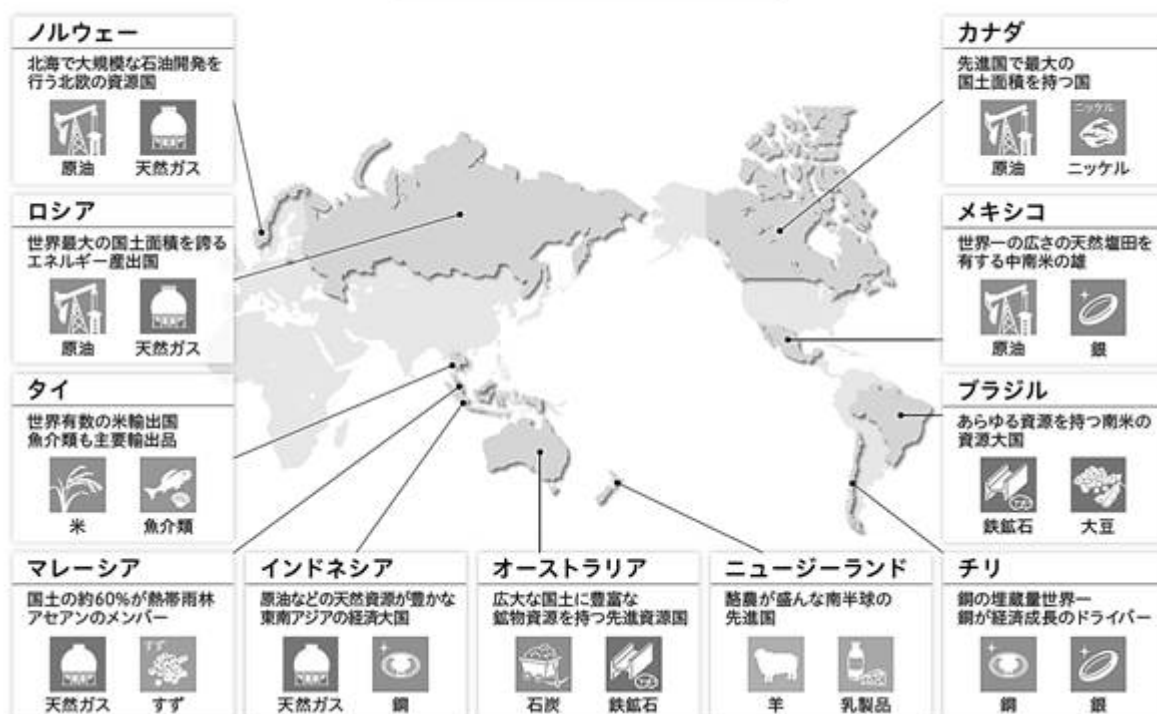 ノルウェー
北海で大規模な石油開発を
行う北欧の資源国
原油
天然ガス
ロシア
世界最大の国土面積を誇る
エネルギー産出国
原油
天然ガス
タイ
世界有数の米輸出国
魚介類も主要輸出品
米
魚介類
マレーシア
国土の約60%が熱帯雨林
アセアンのメンバー
天然ガス
すず
すず
インドネシア
原油などの天然資源が豊かな
東南アジアの経済大国
天然ガス
銅
オーストラリア
広大な国土に豊富な
鉱物資源を持つ先進資源国
石炭
鉄鉱石
ニュージーランド
酪農が盛んな南半球の
先進国
羊
乳製品
カナダ
先進国で最大の
国土面積を持つ国
原油
ニッケル
ニッケル
メキシコ
世界一の広さの天然塩田を
有する中南米の雄
原油
銀
ブラジル
あらゆる資源を持つ南米の
資源大国
鉄鉱石
大豆
チリ
銅の埋蔵量世界一
銅が経済成長のドライバー
銅
銀